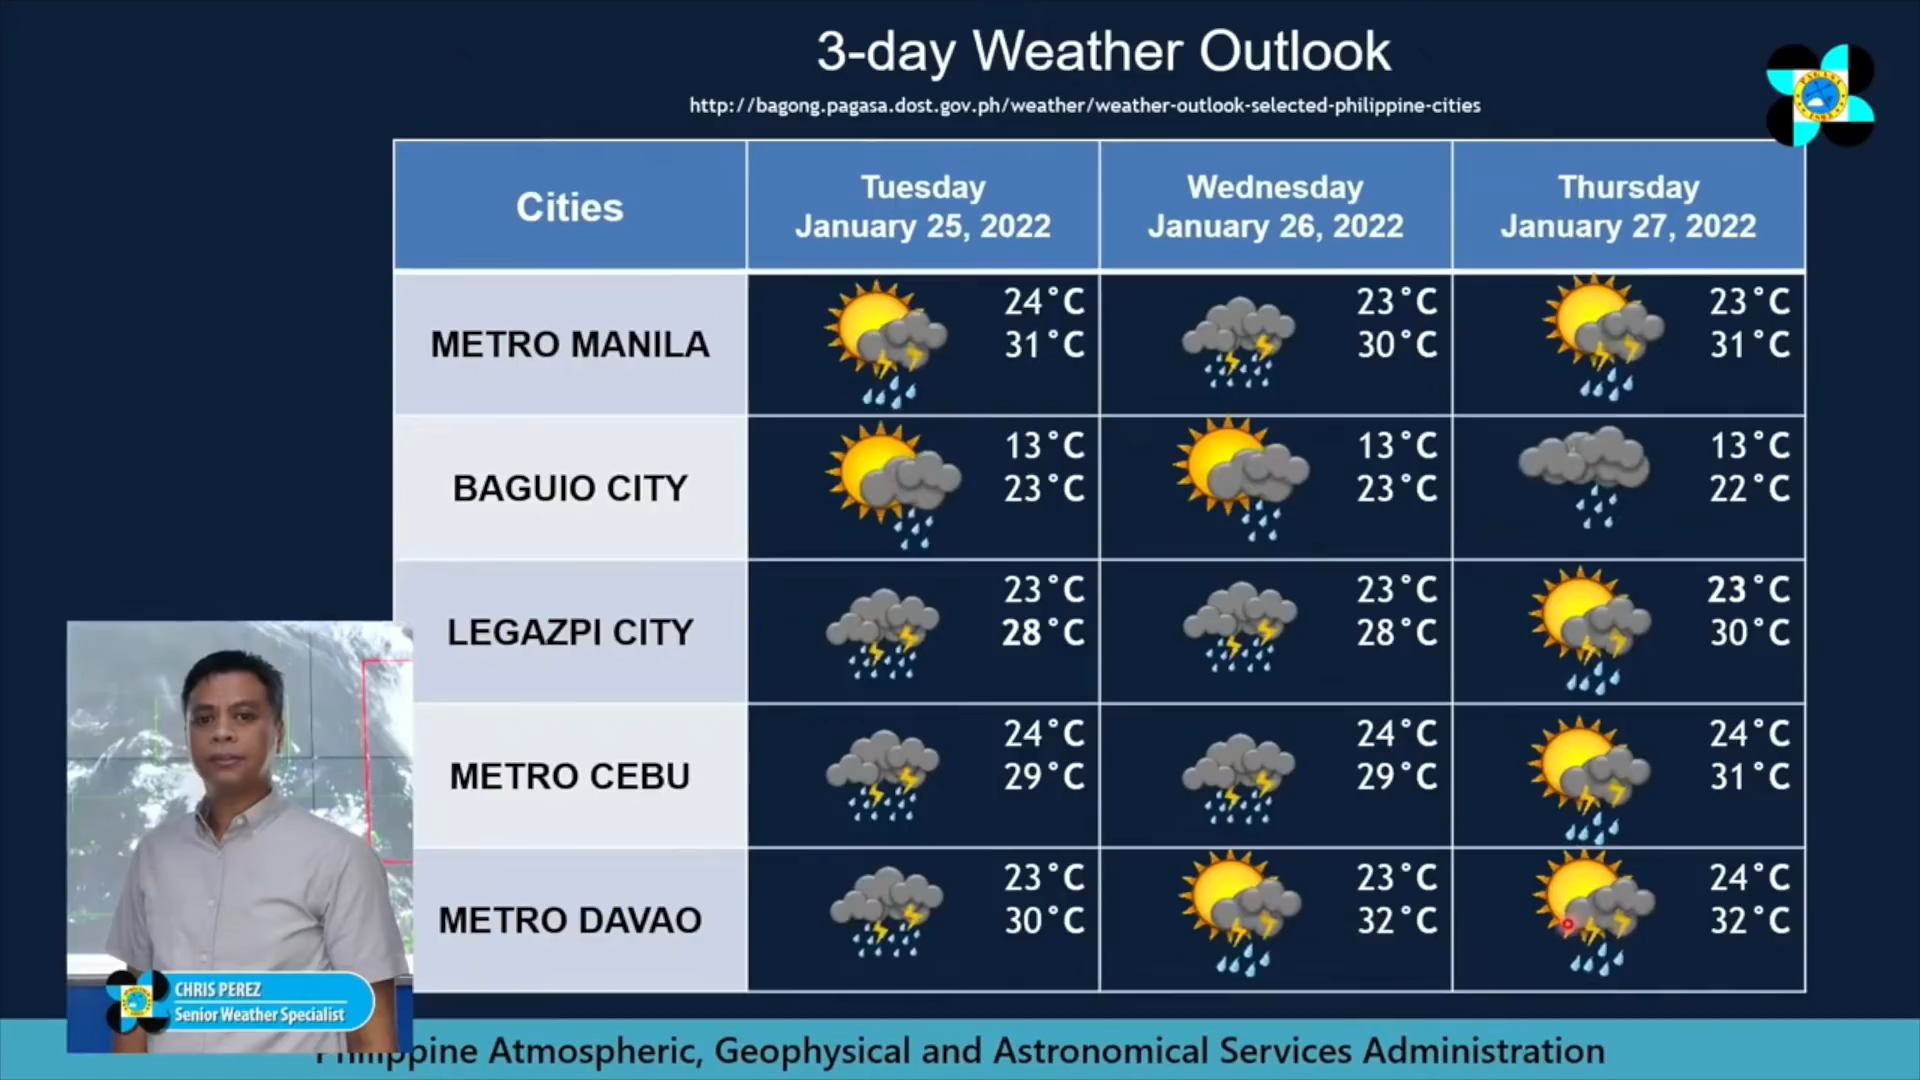 3-day Weather Outlook
http://bagong.pagasa.dost.gov.ph/weather/weather-outlook-selected-philippine-cities
Cities
Tuesday
January 25, 2022
Wednesday
January 26, 2022
Thursday
January 27, 2022
METRO MANILA
24°C
31°C
23°C
30°C
23°C
31°C
BAGUIO CITY
13°C
23°C
13°C
23°C
13°C
22°C
LEGAZPI CITY
23°C
28°C
23°C
28°C
23°C
30°C
METRO CEBU
24°C
29°C
24°C
29°C
24°C
31°C
METRO DAVAO
23°C
30°C
23°C
32°C
24°C
32°C
CHRIS PEREZ
Senior Weather Specialist
Philippine Atmospheric, Geophysical and Astronomical Services Administration